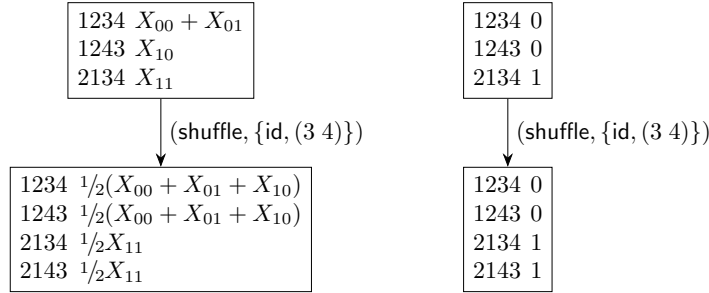 1234 X₀₀ + X₀₁
1243 X₁₀
2134 X₁₁
(shuffle, {id, (3 4)})
1234 ½(X₀₀ + X₀₁ + X₁₀)
1243 ½(X₀₀ + X₀₁ + X₁₀)
2134 ½X₁₁
2143 ½X₁₁
1234 0
1243 0
2134 1
(shuffle, {id, (3 4)})
1234 0
1243 0
2134 1
2143 1